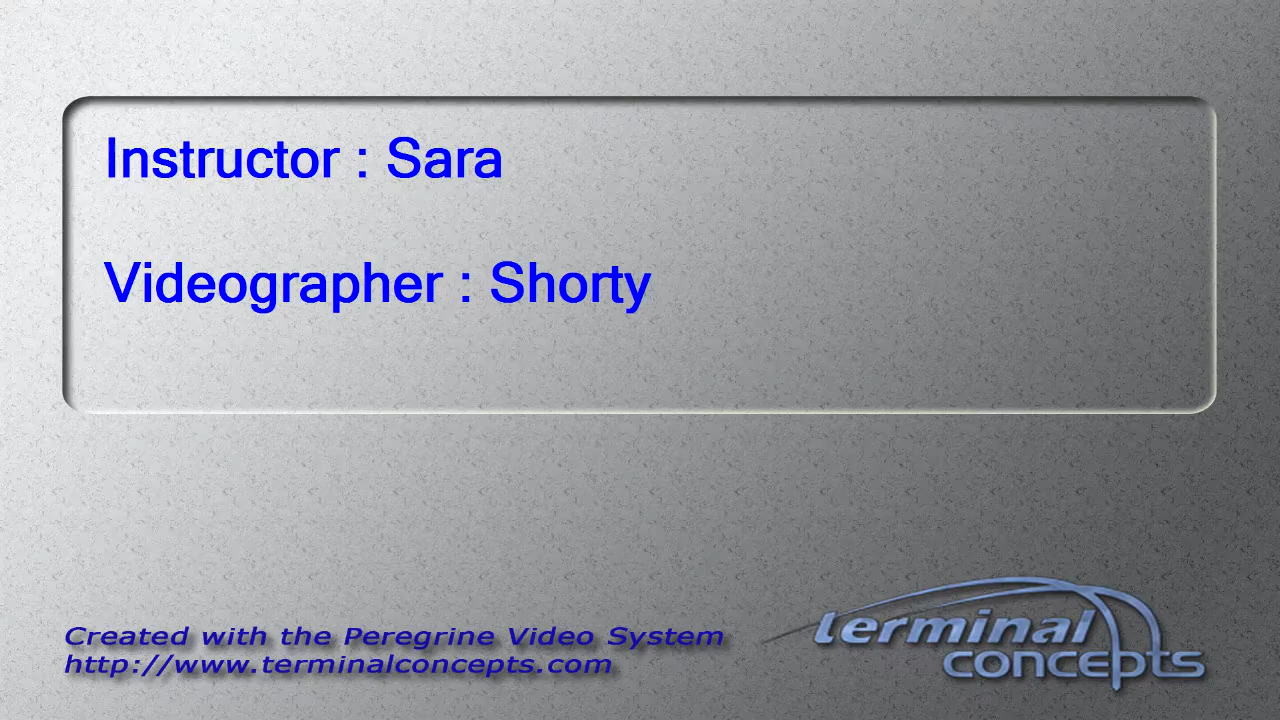 Instructor : Sara
Videographer : Shorty
Created with the Peregrine Video System
http://www.terminalconcepts.com
terminal
concepts